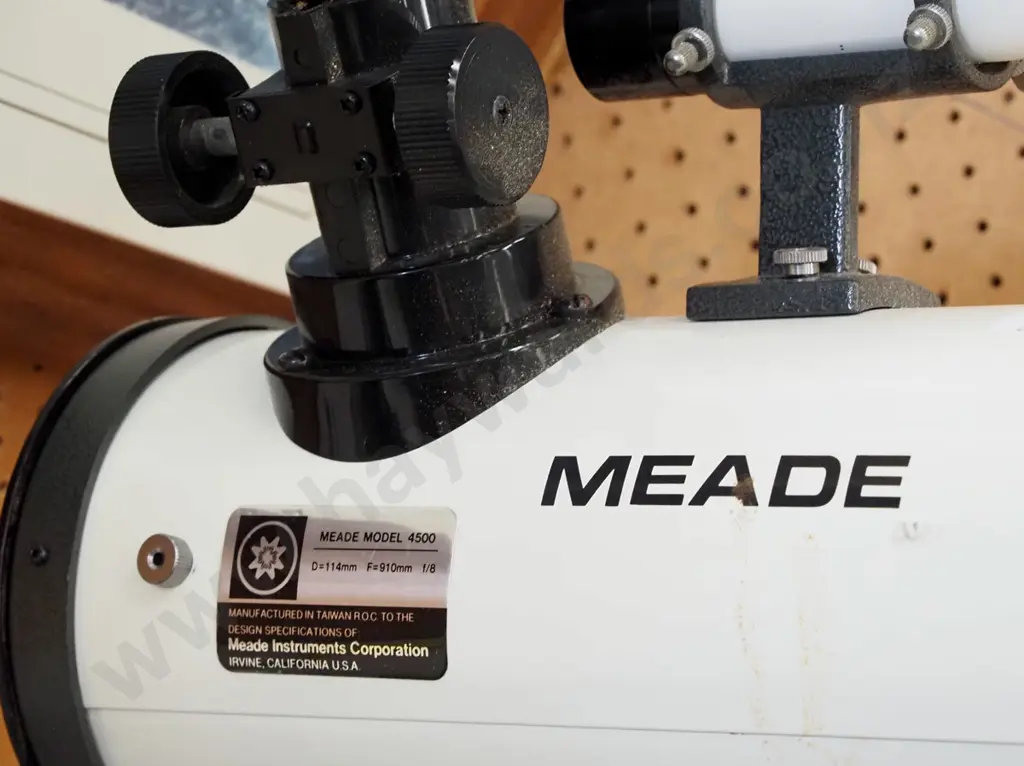 MEADE
MEADE MODEL 4500
D=114mm F=910mm f/8
MANUFACTURED IN TAIWAN R.O.C TO THE
DESIGN SPECIFICATIONS OF:
Meade Instruments Corporation
IRVINE, CALIFORNIA U.S.A.